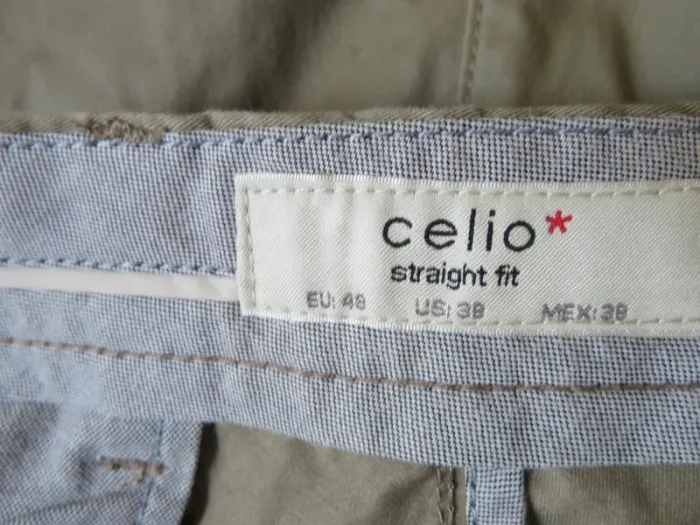 celio*
straight fit
EU: 48 US: 38 MEX: 38